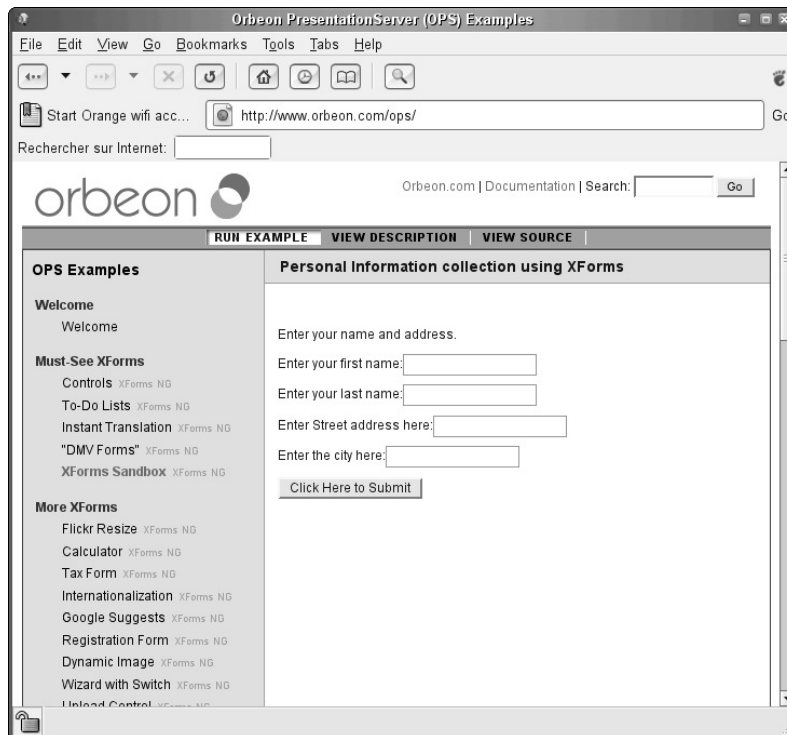 Orbeon PresentationServer (OPS) Examples
File Edit View Go Bookmarks Tools Tabs Help
Start Orange wifi acc...
http://www.orbeon.com/ops/
Go
Rechercher sur Internet:
orbeon
Orbeon.com | Documentation | Search:
Go
RUN EXAMPLE | VIEW DESCRIPTION | VIEW SOURCE |
OPS Examples
Welcome
Welcome
Must-See XForms
Controls XForms NG
To-Do Lists XForms NG
Instant Translation XForms NG
"DMV Forms" XForms NG
XForms Sandbox XForms NG
More XForms
Flickr Resize XForms NG
Calculator XForms NG
Tax Form XForms NG
Internationalization XForms NG
Google Suggests XForms NG
Registration Form XForms NG
Dynamic Image XForms NG
Wizard with Switch XForms NG
Upload Control XForms NG
Personal Information collection using XForms
Enter your name and address.
Enter your first name:
Enter your last name:
Enter Street address here:
Enter the city here:
Click Here to Submit